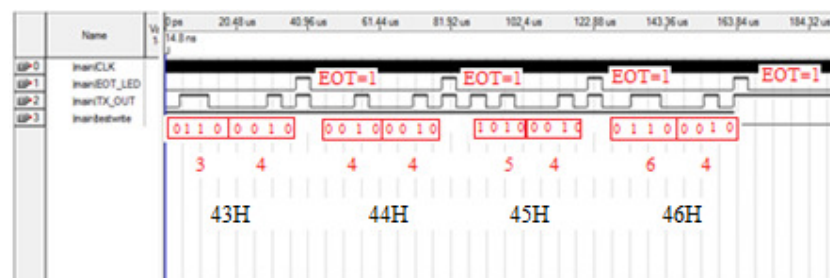 Name
0 ps 20.48 us 40.96 us 61.44 us 81.92 us 102.4 us 122.88 us 143.36 us 163.84 us 184.32 us
14.8 ns
0 |main|CLK
1 |main|EOT_LED EOT=1 EOT=1 EOT=1 EOT=1
2 |main|TX_OUT
3 |main|testwrite
0 1 1 0 0 0 1 0 0 0 1 0 0 0 1 0 1 0 1 0 0 0 1 0 0 1 1 0 0 0 1 0
3 4 4 4 5 4 6 4
43H 44H 45H 46H